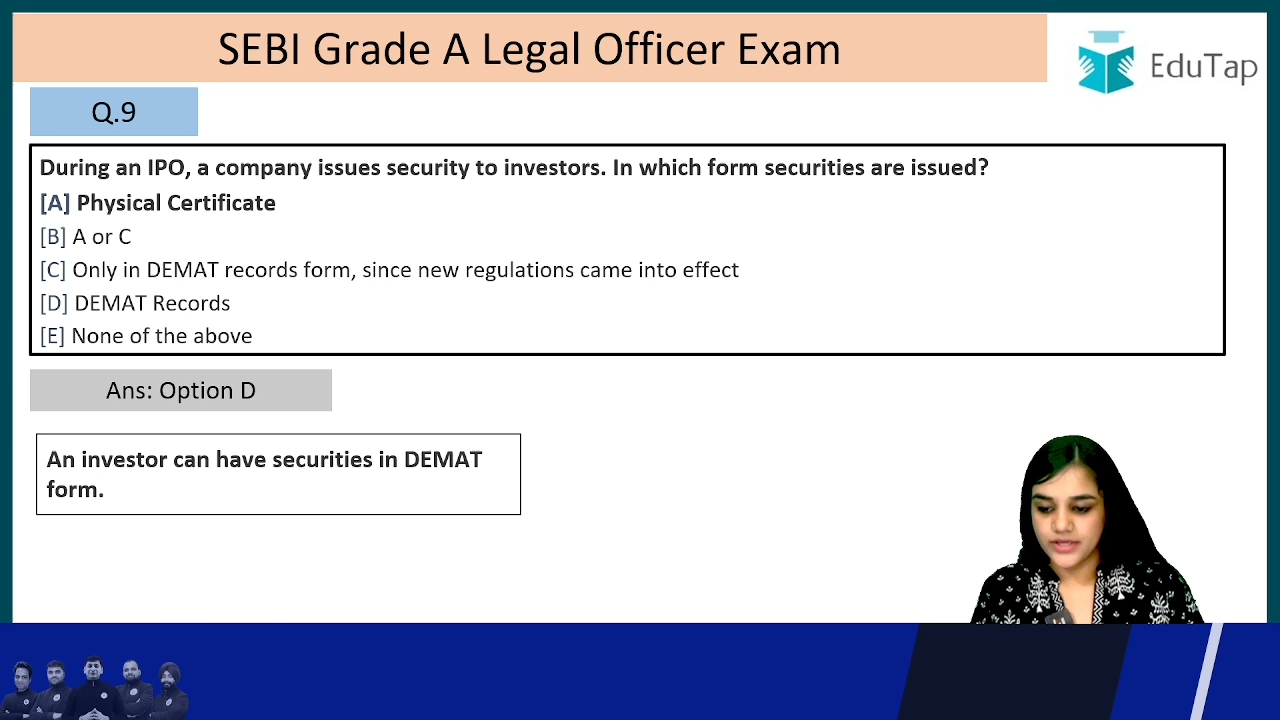 SEBI Grade A Legal Officer Exam
EduTap
Q.9
During an IPO, a company issues security to investors. In which form securities are issued?
[A] Physical Certificate
[B] A or C
[C] Only in DEMAT records form, since new regulations came into effect
[D] DEMAT Records
[E] None of the above
Ans: Option D
An investor can have securities in DEMAT
form.